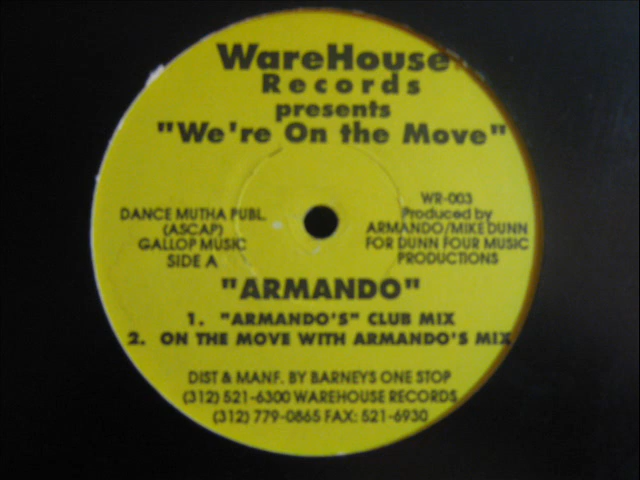 WareHouse
Records
presents
"We're On the Move"
DANCE MUTHA PUBL.
(ASCAP)
GALLOP MUSIC
SIDE A
WR-003
Produced by
ARMANDO/MIKE DUNN
FOR DUNN FOUR MUSIC
PRODUCTIONS
"ARMANDO"
1. "ARMANDO'S" CLUB MIX
2. ON THE MOVE WITH ARMANDO'S MIX
DIST & MANF. BY BARNEYS ONE STOP
(312) 521-6300 WAREHOUSE RECORDS
(312) 779-0865 FAX: 521-6930